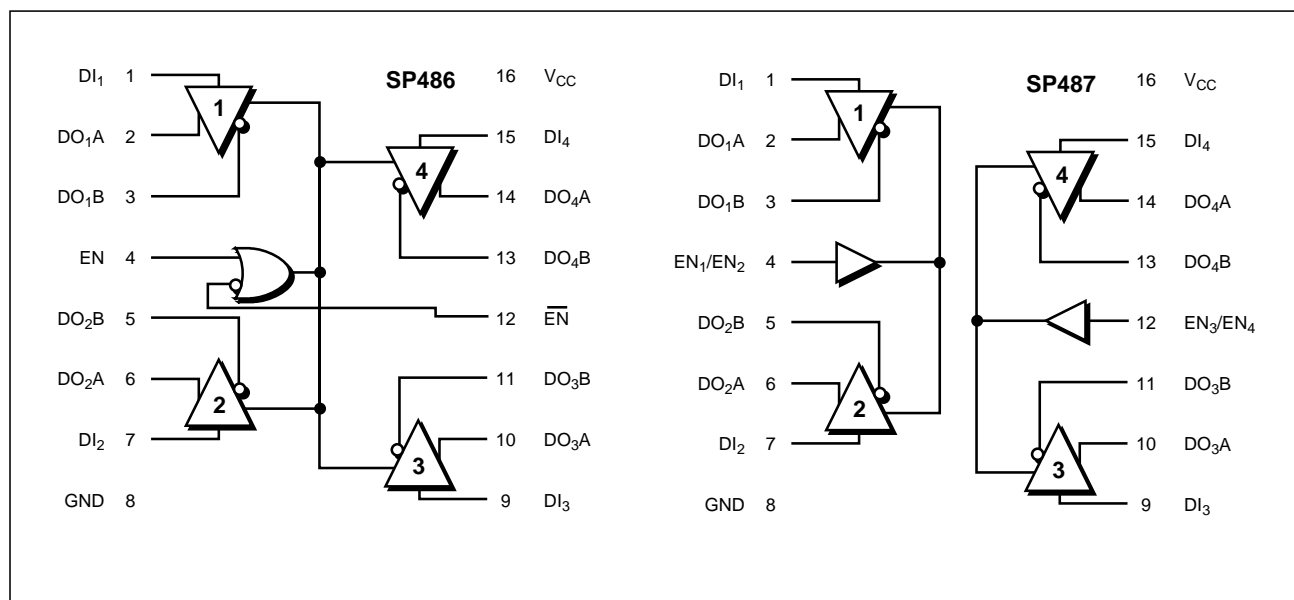 SP486
DI₁ 1
DO₁A 2
DO₁B 3
EN 4
DO₂B 5
DO₂A 6
DI₂ 7
GND 8
1
2
4
3
16 V_CC
15 DI₄
14 DO₄A
13 DO₄B
12 E̅N̅
11 DO₃B
10 DO₃A
9 DI₃
SP487
DI₁ 1
DO₁A 2
DO₁B 3
EN₁/EN₂ 4
DO₂B 5
DO₂A 6
DI₂ 7
GND 8
1
2
4
3
16 V_CC
15 DI₄
14 DO₄A
13 DO₄B
12 EN₃/EN₄
11 DO₃B
10 DO₃A
9 DI₃